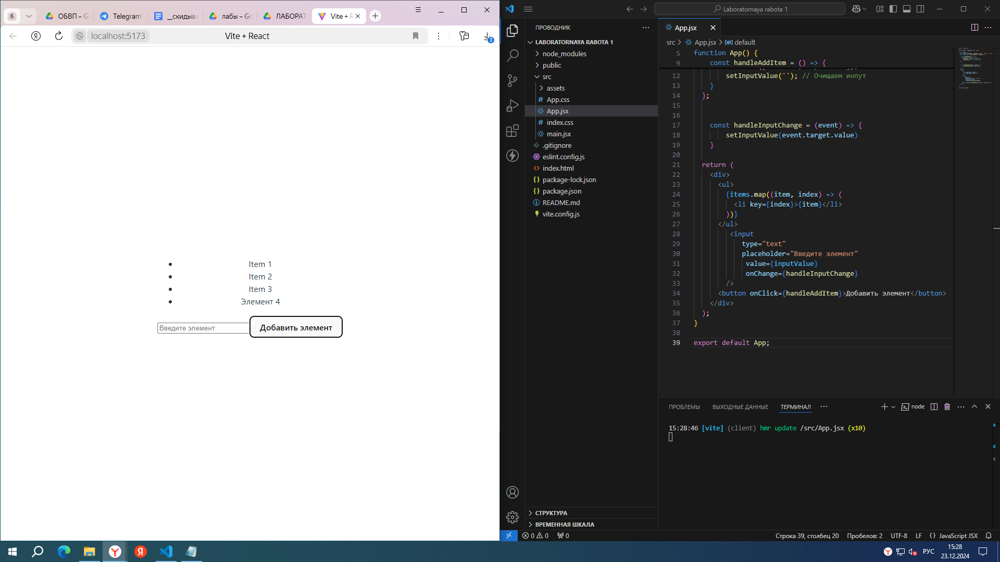 6
ОБВП – G
Telegram
__скидыва
лабы – Go
ЛАБОРАТ
Vite + R
localhost:5173
Vite + React
3
Item 1
Item 2
Item 3
Элемент 4
Введите элемент
Добавить элемент
Laboratornaya rabota 1
ПРОВОДНИК
LABORATORNAYA RABOTA 1
node_modules
public
src
assets
App.css
App.jsx
index.css
main.jsx
.gitignore
eslint.config.js
index.html
package-lock.json
package.json
README.md
vite.config.js
СТРУКТУРА
ВРЕМЕННАЯ ШКАЛА
App.jsx
src > App.jsx > default
5 function App() {
9 const handleAddItem = () => {
12 setInputValue(''); // Очищаем инпут
13 }
14 };
15
16
17 const handleInputChange = (event) => {
18 setInputValue(event.target.value)
19 }
20
21 return (
22 <div>
23 <ul>
24 {items.map((item, index) => (
25 <li key={index}>{item}</li>
26 ))}
27 </ul>
28 <input
29 type="text"
30 placeholder="Введите элемент"
31 value={inputValue}
32 onChange={handleInputChange}
33 />
34 <button onClick={handleAddItem}>Добавить элемент</button>
35 </div>
36 );
37 }
38
39 export default App;
ПРОБЛЕМЫ ВЫХОДНЫЕ ДАННЫЕ ТЕРМИНАЛ
node
15:28:46 [vite] (client) hmr update /src/App.jsx (x10)
0 0 0
Строка 39, столбец 20 Пробелов: 2 UTF-8 LF {} JavaScript JSX
РУС
15:28
23.12.2024